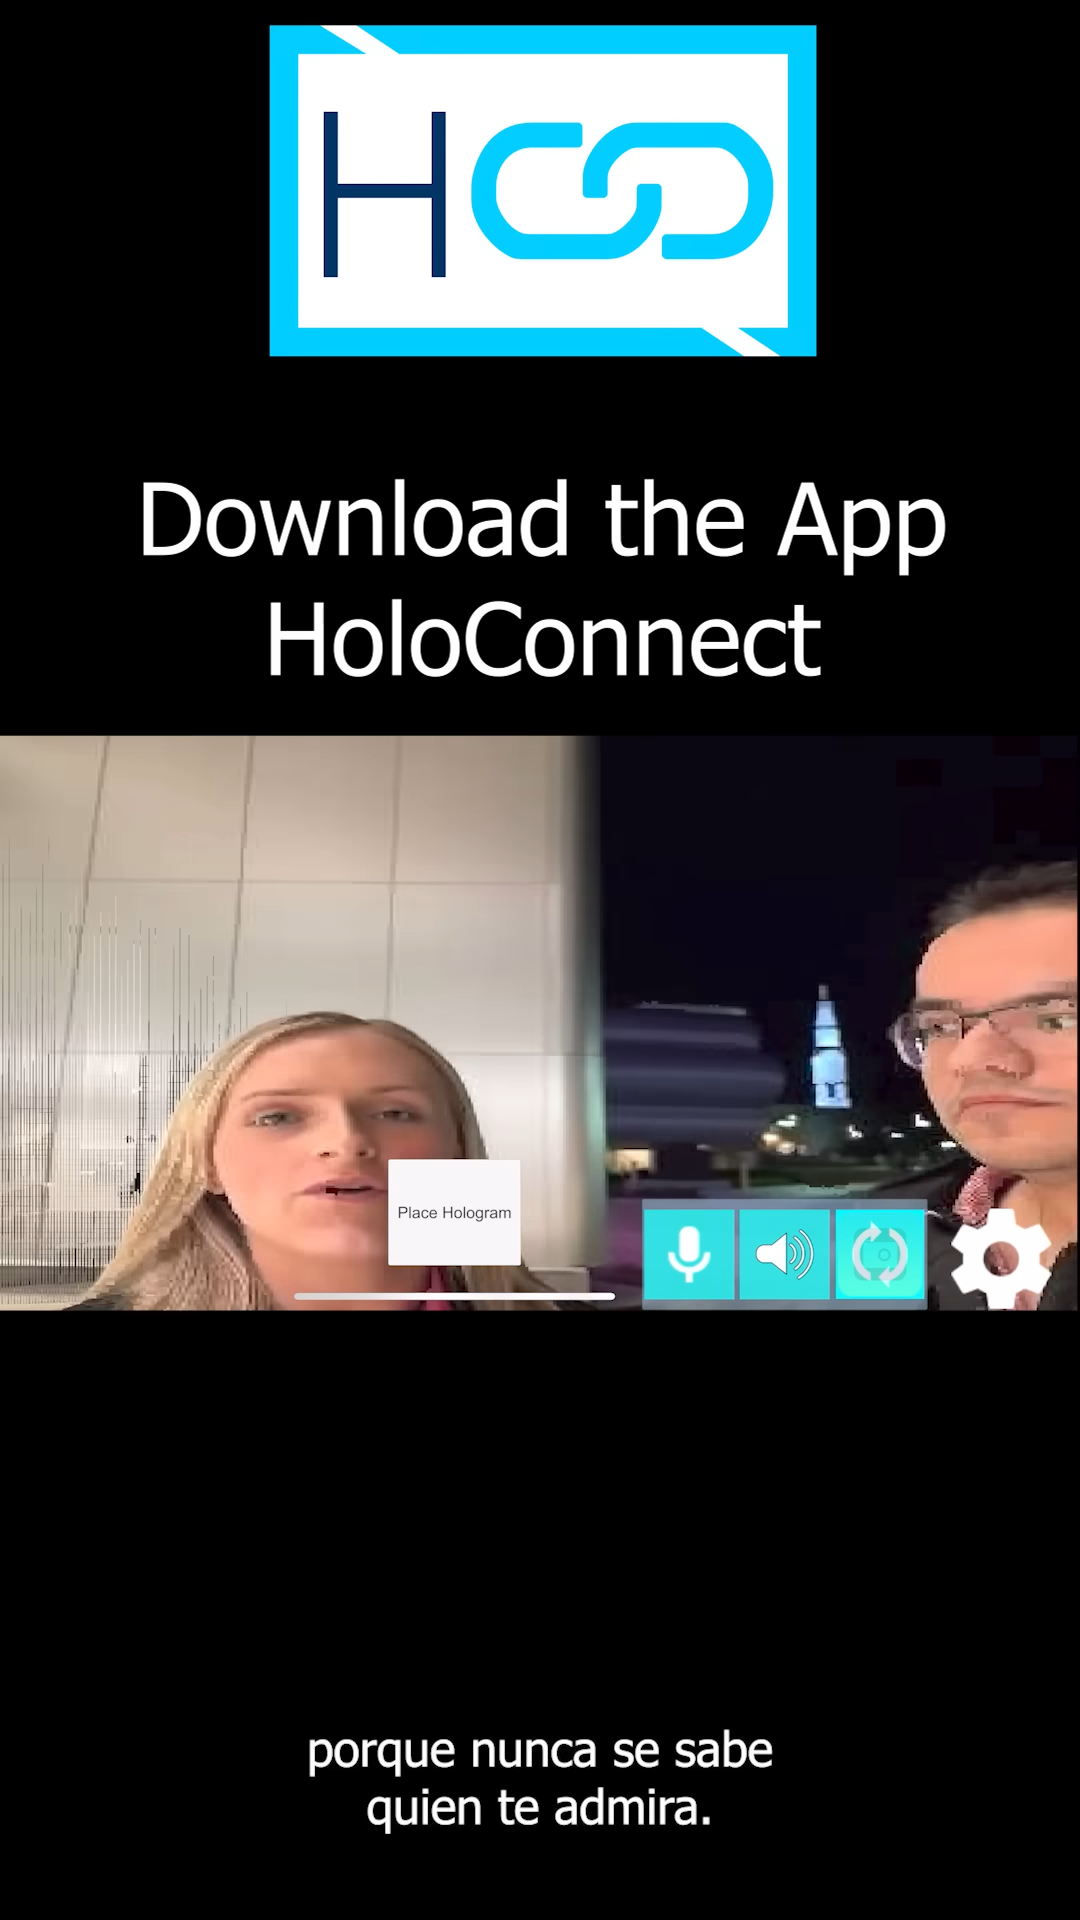 H
Download the App
HoloConnect
Place Hologram
porque nunca se sabe
quien te admira.